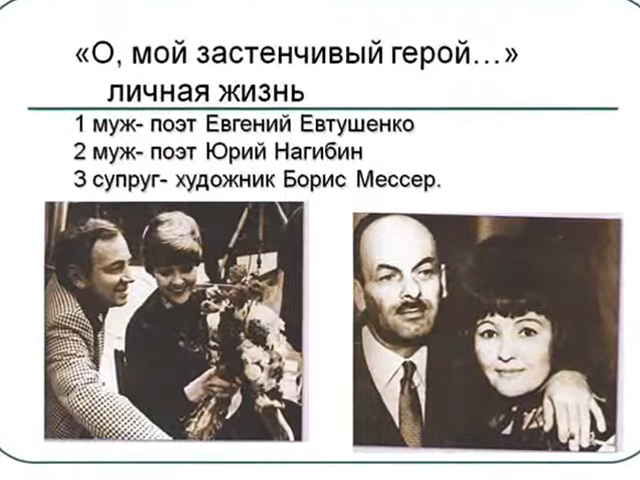 «О, мой застенчивый герой…»
личная жизнь
1 муж- поэт Евгений Евтушенко
2 муж- поэт Юрий Нагибин
3 супруг- художник Борис Мессер.